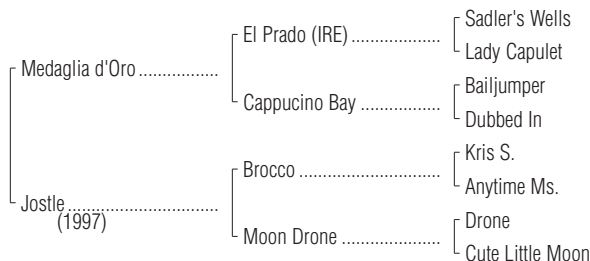 Sadler's Wells
El Prado (IRE) ....................
Lady Capulet
Medaglia d'Oro ..................
Bailjumper
Cappucino Bay ..................
Dubbed In
Kris S.
Brocco ................................
Anytime Ms.
Jostle ..................................
(1997)
Drone
Moon Drone ......................
Cute Little Moon